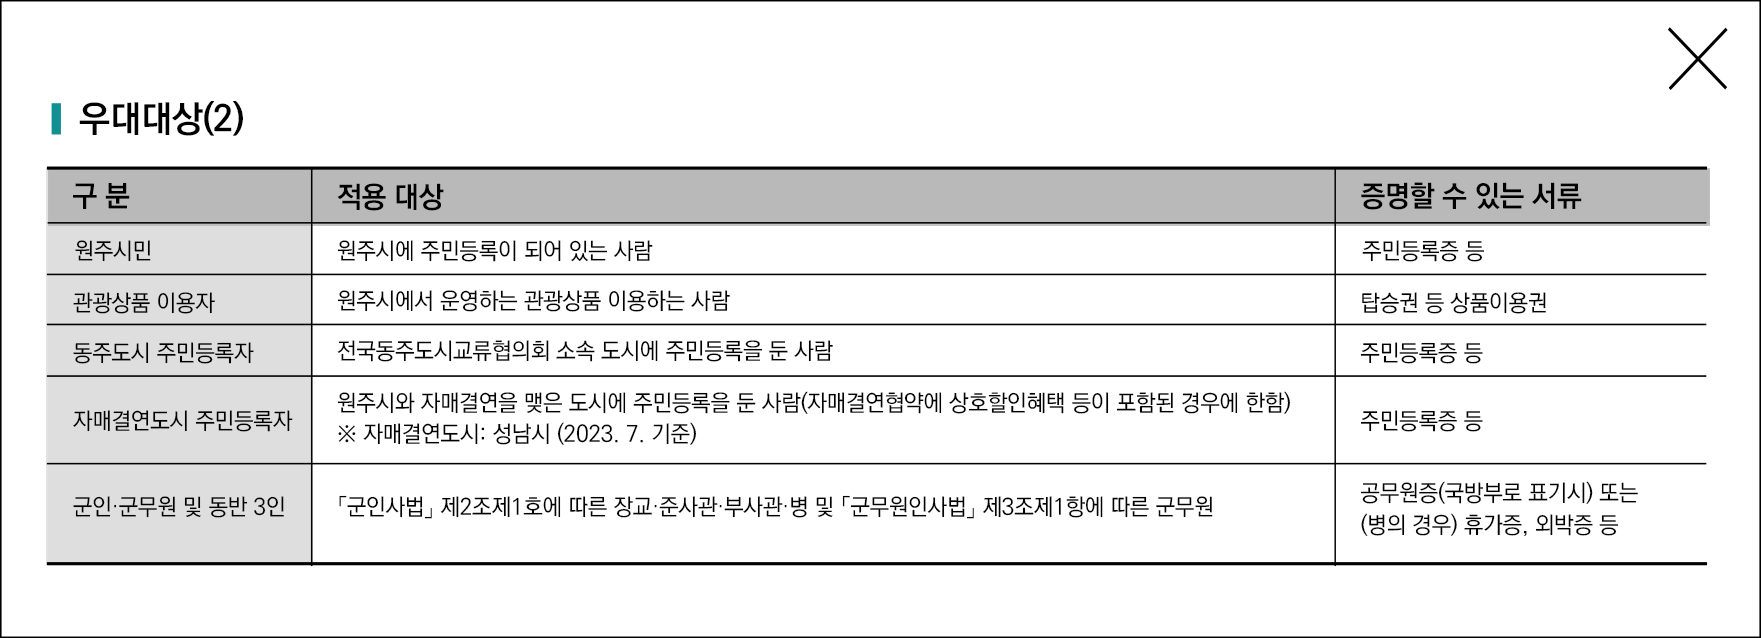 우대대상(2)
구 분 적용 대상 증명할 수 있는 서류
원주시민 원주시에 주민등록이 되어 있는 사람 주민등록증 등
관광상품 이용자 원주시에서 운영하는 관광상품 이용하는 사람 탑승권 등 상품이용권
동주도시 주민등록자 전국동주도시교류협의회 소속 도시에 주민등록을 둔 사람 주민등록증 등
자매결연도시 주민등록자 원주시와 자매결연을 맺은 도시에 주민등록을 둔 사람(자매결연협약에 상호할인혜택 등이 포함된 경우에 한함) 주민등록증 등
※ 자매결연도시: 성남시 (2023. 7. 기준)
군인·군무원 및 동반 3인 「군인사법」 제2조제1호에 따른 장교·준사관·부사관·병 및 「군무원인사법」 제3조제1항에 따른 군무원 공무원증(국방부로 표기시) 또는
(병의 경우) 휴가증, 외박증 등